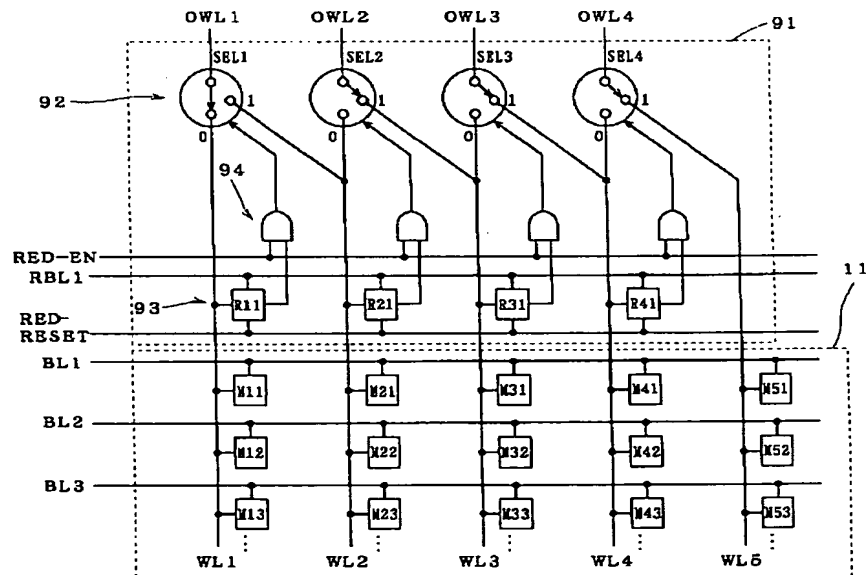 OWL1 OWL2 OWL3 OWL4
91
SEL1 SEL2 SEL3 SEL4
92
1 1 1 1
0 0 0 0
94
RED-EN
11
RBL1
93
R11 R21 R31 R41
RED-
RESET
BL1
M11 M21 M31 M41 M51
BL2
M12 M22 M32 M42 M52
BL3
M13 M23 M33 M43 M53
WL1 WL2 WL3 WL4 WL5